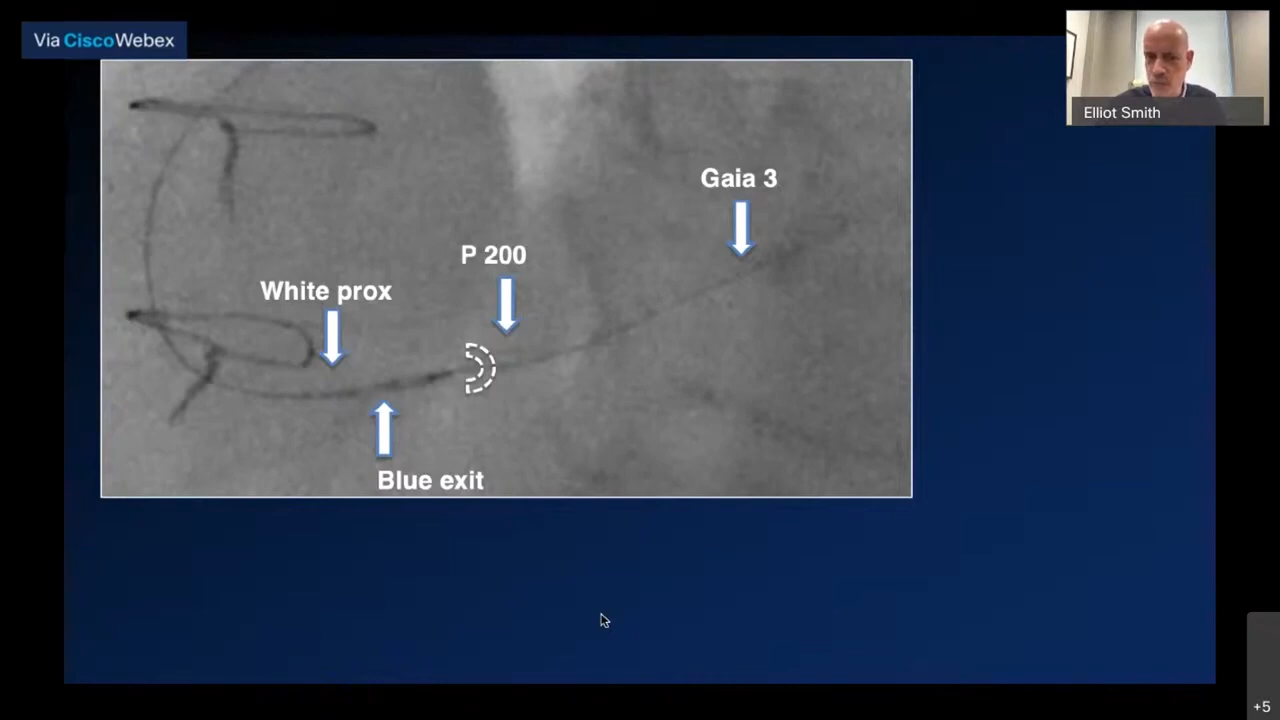 Via CiscoWebex
Elliot Smith
Gaia 3
P 200
White prox
Blue exit
+5